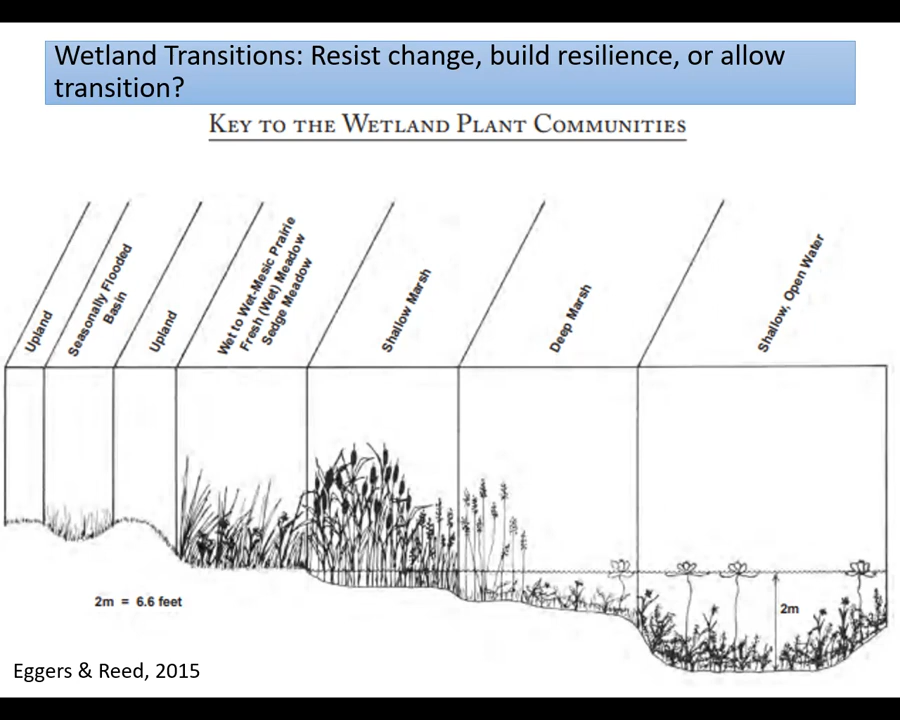 Wetland Transitions: Resist change, build resilience, or allow
transition?
KEY TO THE WETLAND PLANT COMMUNITIES
Upland
Seasonally Flooded
Basin
Upland
Wet to Wet-Mesic Prairie
Fresh (Wet) Meadow
Sedge Meadow
Shallow Marsh
Deep Marsh
Shallow, Open Water
2m = 6.6 feet
2m
Eggers & Reed, 2015